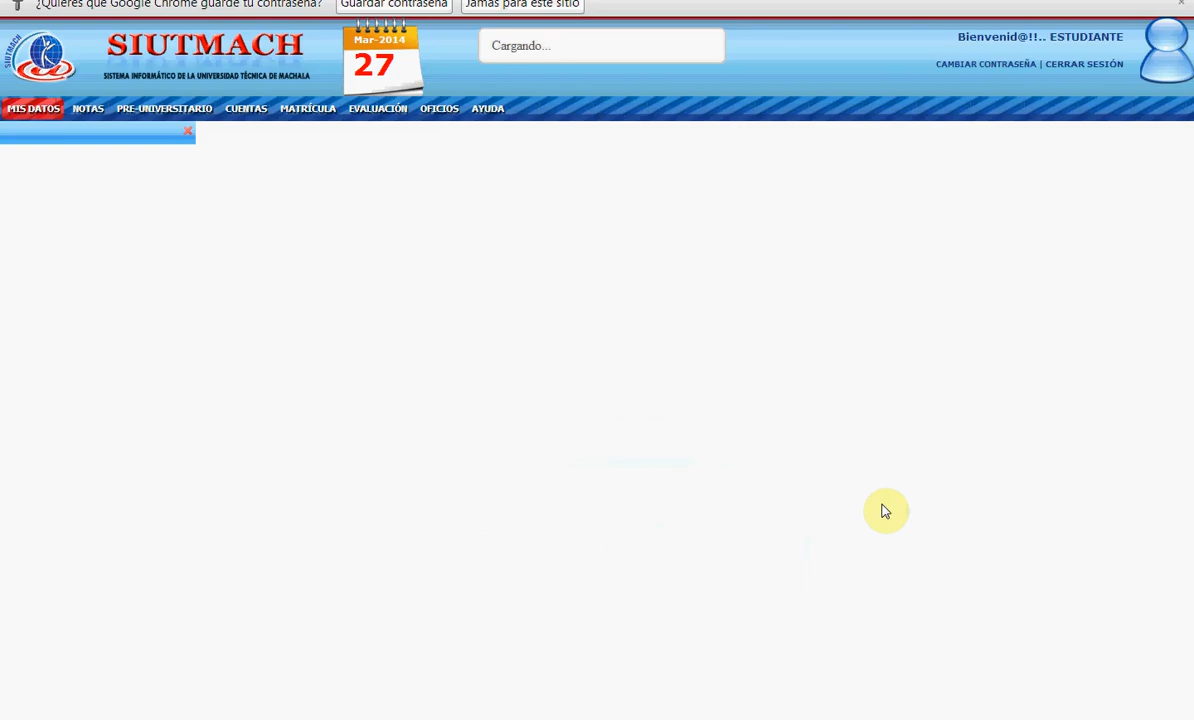 ¿Quieres que Google Chrome guarde tu contraseña? Guardar contraseña Jamás para este sitio
SIUTMACH
SISTEMA INFORMÁTICO DE LA UNIVERSIDAD TÉCNICA DE MACHALA
SIUTMACH
Mar-2014
27
Cargando...
Bienvenid@!!.. ESTUDIANTE
CAMBIAR CONTRASEÑA | CERRAR SESIÓN
MIS DATOS NOTAS PRE-UNIVERSITARIO CUENTAS MATRÍCULA EVALUACIÓN OFICIOS AYUDA